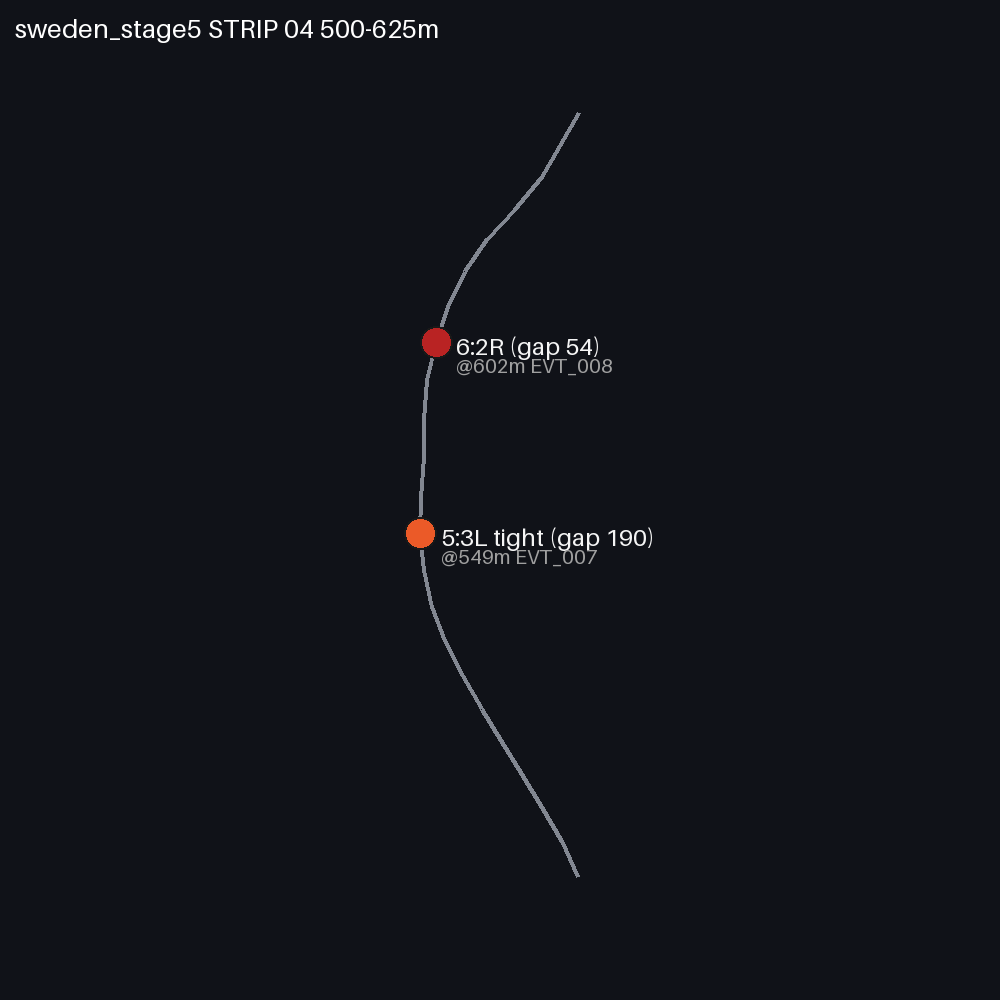 sweden_stage5 STRIP 04 500-625m
6:2R (gap 54)
@602m EVT_008
5:3L tight (gap 190)
@549m EVT_007